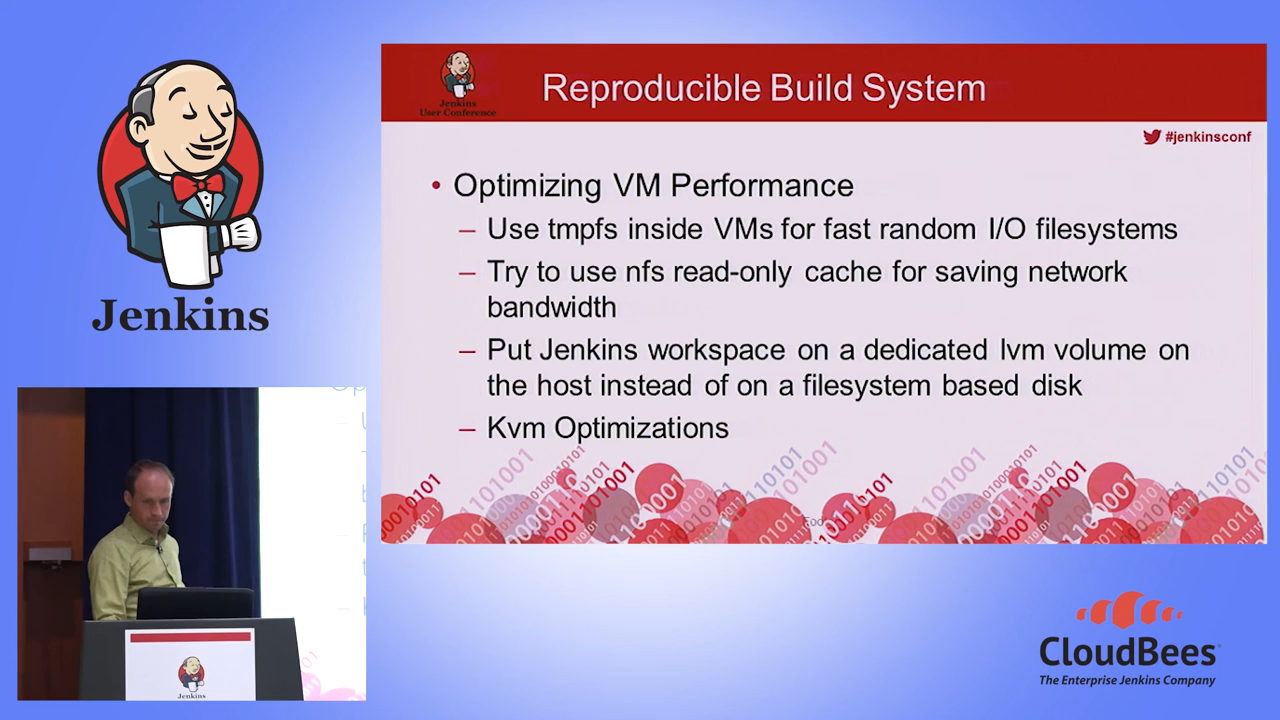 Jenkins
Jenkins
User Conference
Reproducible Build System
#jenkinsconf
• Optimizing VM Performance
– Use tmpfs inside VMs for fast random I/O filesystems
– Try to use nfs read-only cache for saving network
bandwidth
– Put Jenkins workspace on a dedicated lvm volume on
the host instead of on a filesystem based disk
– Kvm Optimizations
Jenkins
CloudBees
The Enterprise Jenkins Company